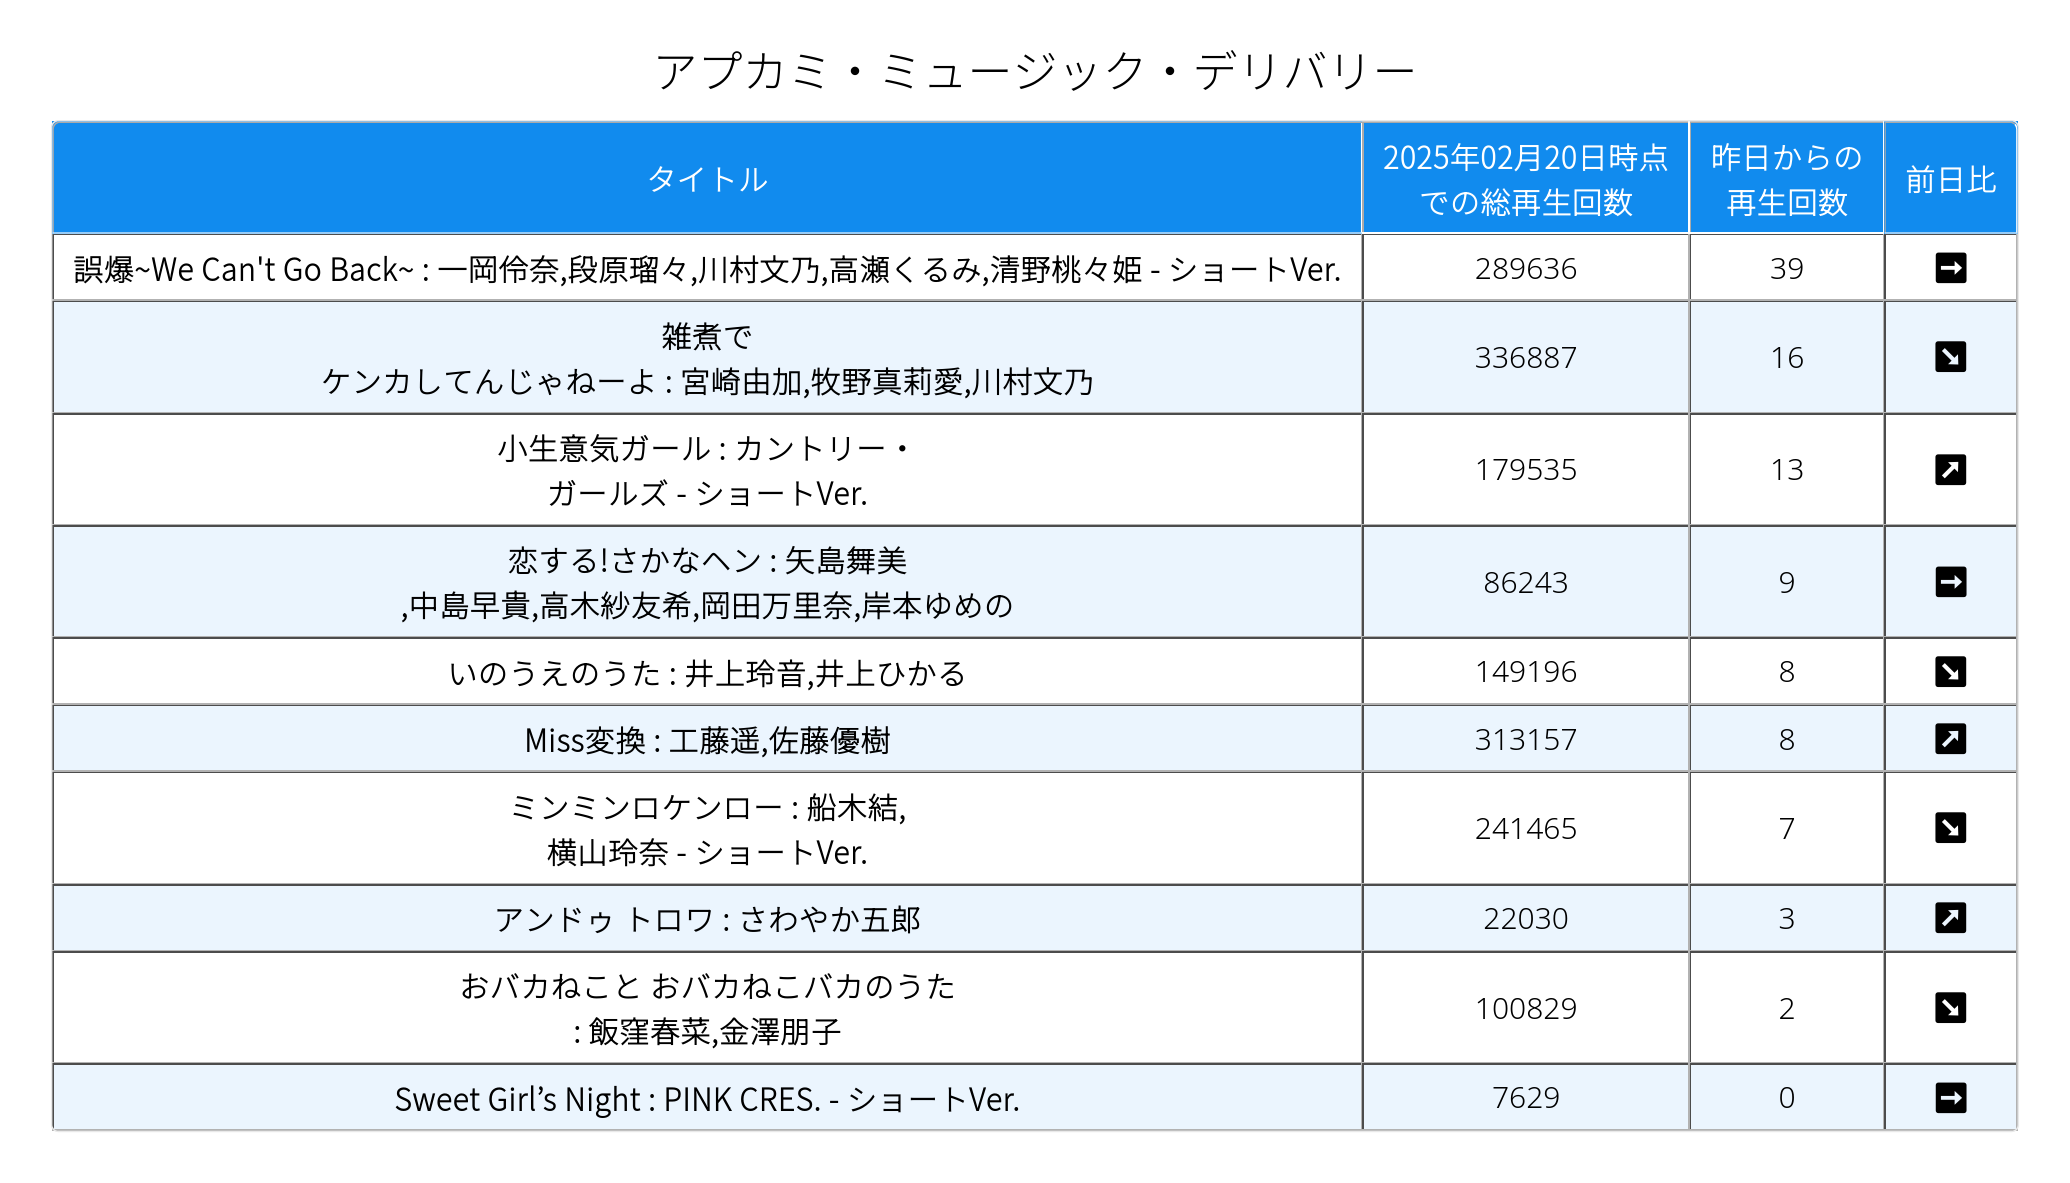 アプカミ・ミュージック・デリバリー
タイトル
2025年02月20日時点
での総再生回数
昨日からの
再生回数
前日比
誤爆~We Can't Go Back~ : 一岡伶奈,段原瑠々,川村文乃,高瀬くるみ,清野桃々姫 - ショートVer.
289636
39
➡
雑煮で
ケンカしてんじゃねーよ : 宮崎由加,牧野真莉愛,川村文乃
336887
16
↘
小生意気ガール : カントリー・
ガールズ - ショートVer.
179535
13
↗
恋する!さかなヘン : 矢島舞美
,中島早貴,高木紗友希,岡田万里奈,岸本ゆめの
86243
9
➡
いのうえのうた : 井上玲音,井上ひかる
149196
8
↘
Miss変換 : 工藤遥,佐藤優樹
313157
8
↗
ミンミンロケンロー : 船木結,
横山玲奈 - ショートVer.
241465
7
↘
アンドゥ トロワ : さわやか五郎
22030
3
↗
おバカねこと おバカねこバカのうた
: 飯窪春菜,金澤朋子
100829
2
↘
Sweet Girl’s Night : PINK CRES. - ショートVer.
7629
0
➡